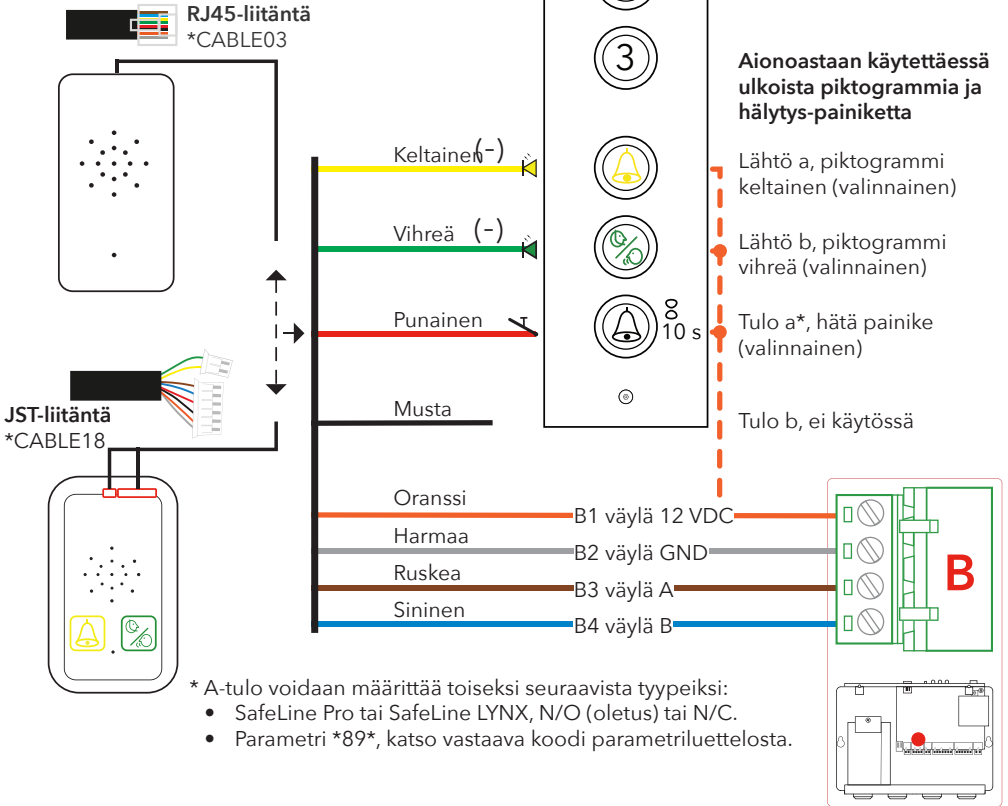 RJ45-liitäntä
*CABLE03
3
Aionoastaan käytettäessä
ulkoista piktogrammia ja
hälytys-painiketta
Keltainen (-)
Lähtö a, piktogrammi
keltainen (valinnainen)
Vihreä (-)
Lähtö b, piktogrammi
vihreä (valinnainen)
Punainen
10 s
Tulo a*, hätä painike
(valinnainen)
JST-liitäntä
*CABLE18
Musta
Tulo b, ei käytössä
Oranssi
B1 väylä 12 VDC
Harmaa
B2 väylä GND
Ruskea
B3 väylä A
Sininen
B4 väylä B
B
* A-tulo voidaan määrittää toiseksi seuraavista tyypeiksi:
• SafeLine Pro tai SafeLine LYNX, N/O (oletus) tai N/C.
• Parametri *89*, katso vastaava koodi parametriluettelosta.